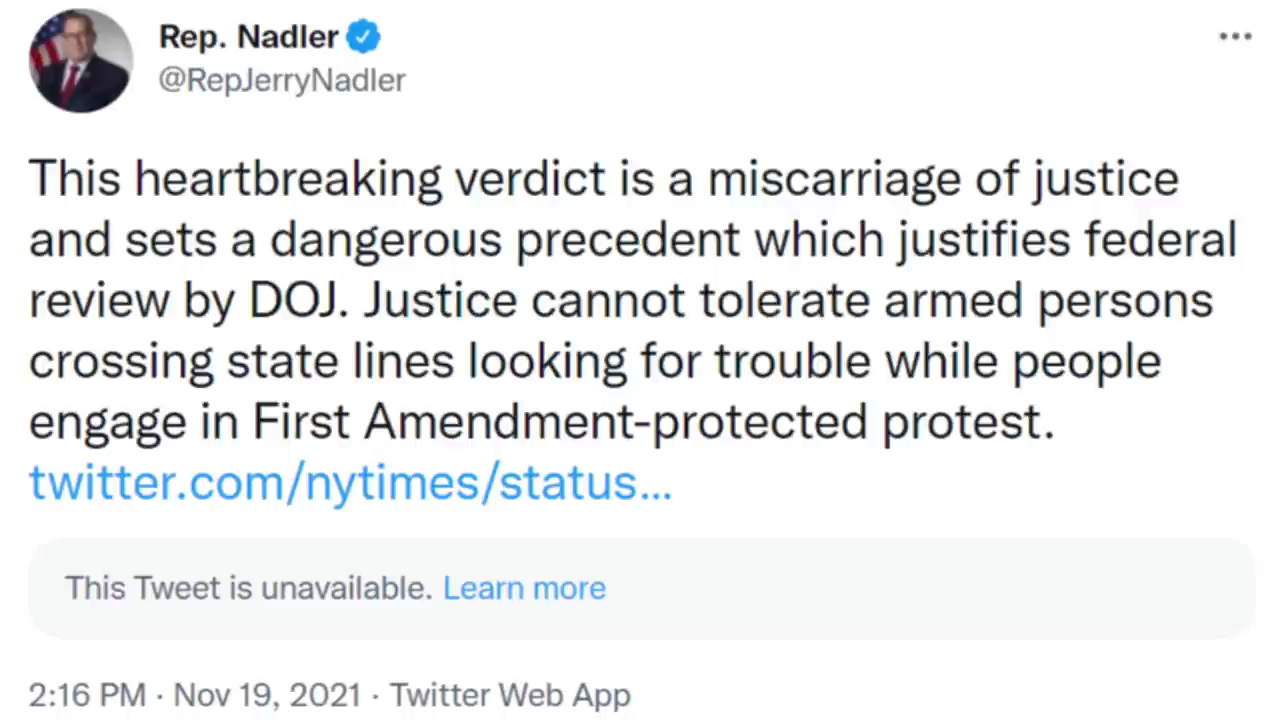 Rep. Nadler
@RepJerryNadler
This heartbreaking verdict is a miscarriage of justice
and sets a dangerous precedent which justifies federal
review by DOJ. Justice cannot tolerate armed persons
crossing state lines looking for trouble while people
engage in First Amendment-protected protest.
twitter.com/nytimes/status...
This Tweet is unavailable. Learn more
2:16 PM · Nov 19, 2021 · Twitter Web App